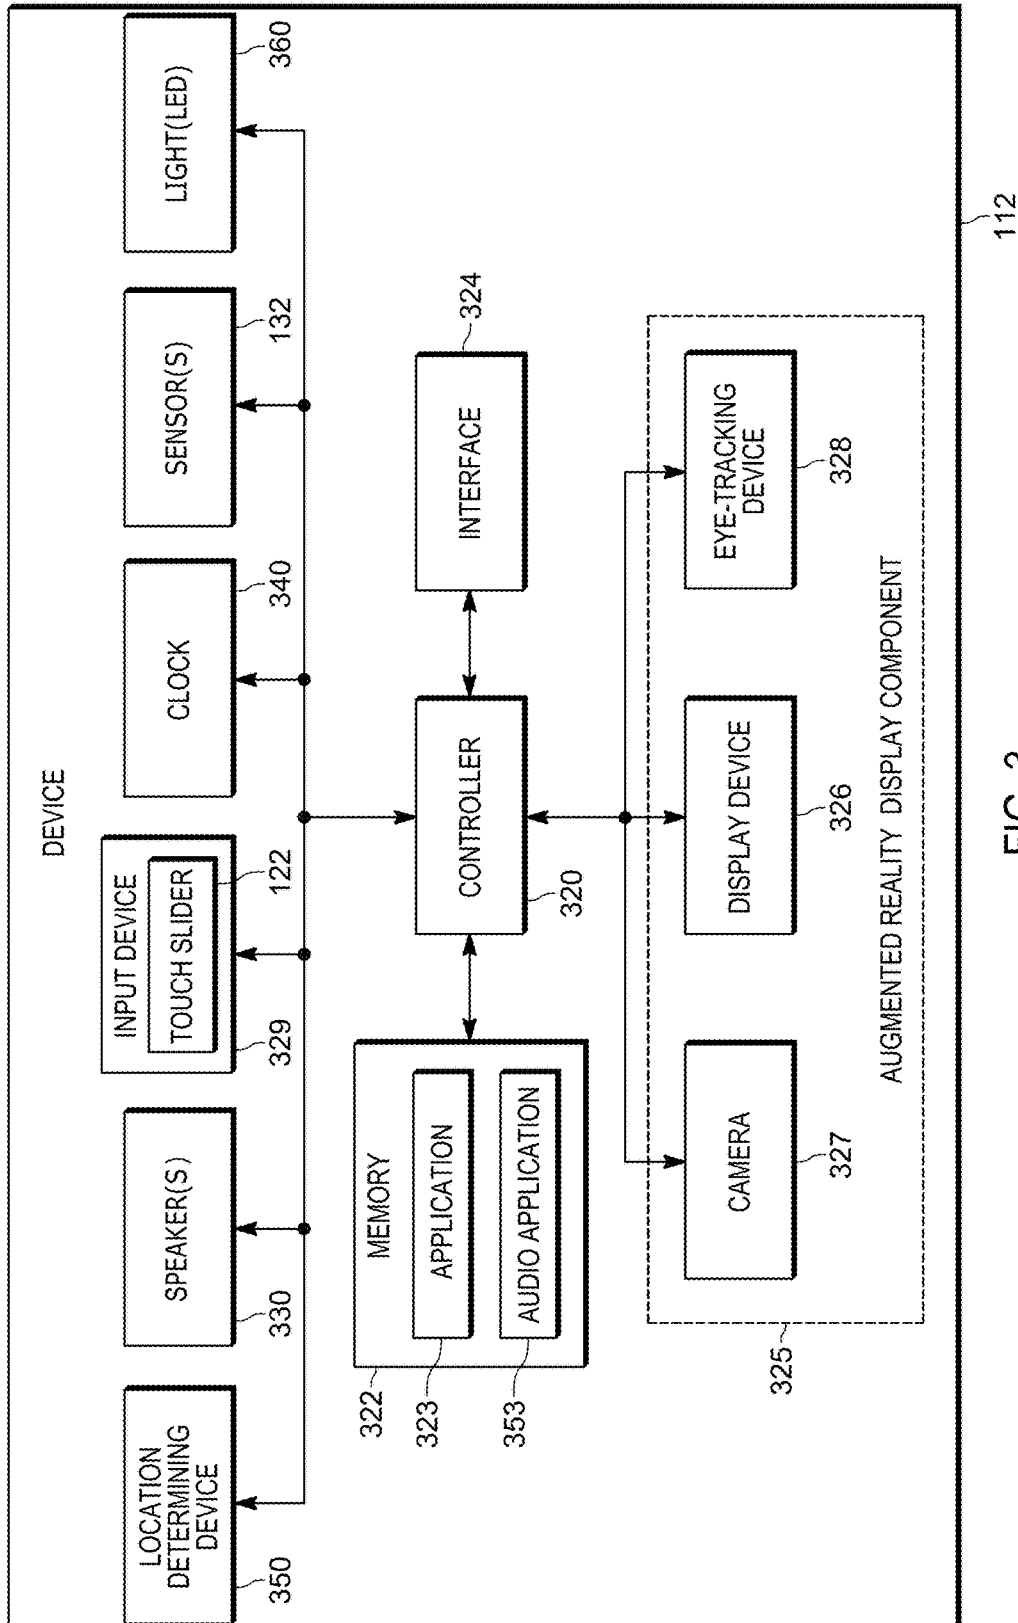 DEVICE
LOCATION
DETERMINING
DEVICE
350
SPEAKER(S)
330
INPUT DEVICE
TOUCH SLIDER
329
122
CLOCK
340
SENSOR(S)
132
LIGHT(LED)
360
MEMORY
322
APPLICATION
323
AUDIO APPLICATION
353
CONTROLLER
320
INTERFACE
324
CAMERA
327
DISPLAY DEVICE
326
EYE-TRACKING
DEVICE
328
325
AUGMENTED REALITY DISPLAY COMPONENT
112
FIG. 3